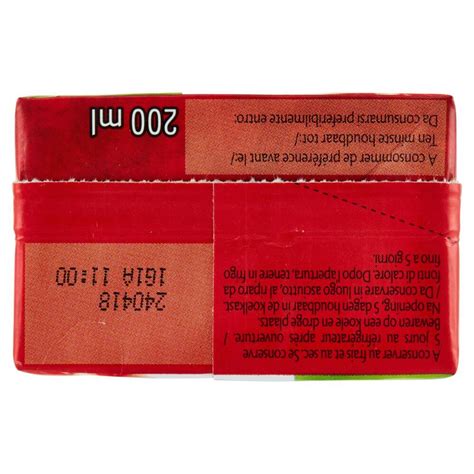 A conserver au frais et au sec. Se conserve
5 jours au réfrigérateur après ouverture. /
Bewaren op een koele en droge plaats.
Na opening, 5 dagen houdbaar in de koelkast.
/ Da conservare in luogo asciutto, al riparo da
fonti di calore. Dopo l'apertura, tenere in frigo
fino a 5 giorni.
240418
1GIA 11:00
A consommer de préférence avant le:/
Ten minste houdbaar tot:/
Da consumarsi preferibilmente entro:
200 ml